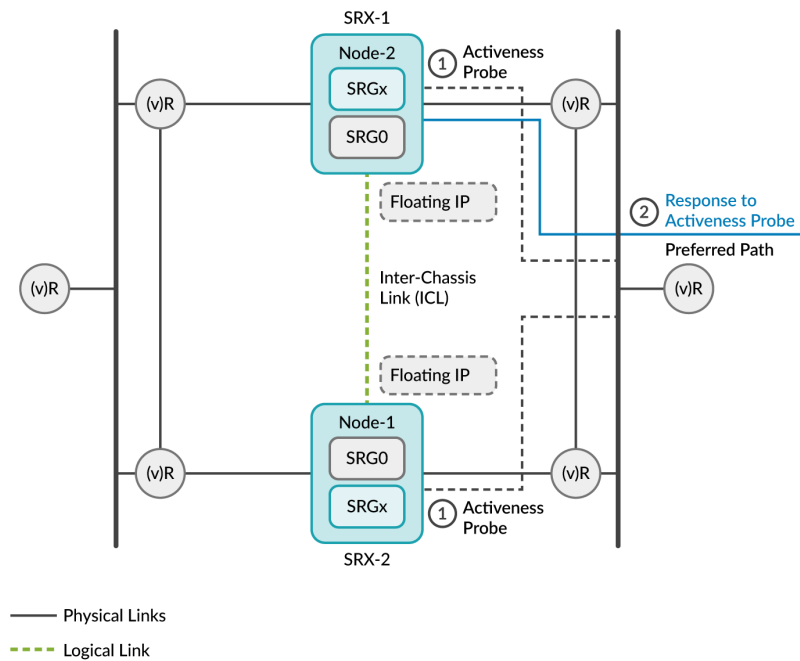 SRX-1
Node-2
SRGx
SRG0
1
Activeness
Probe
(v)R
(v)R
Floating IP
2
Response to
Activeness Probe
Preferred Path
(v)R
Inter-Chassis
Link (ICL)
(v)R
Floating IP
Node-1
SRG0
SRGx
(v)R
(v)R
1
Activeness
Probe
SRX-2
Physical Links
Logical Link